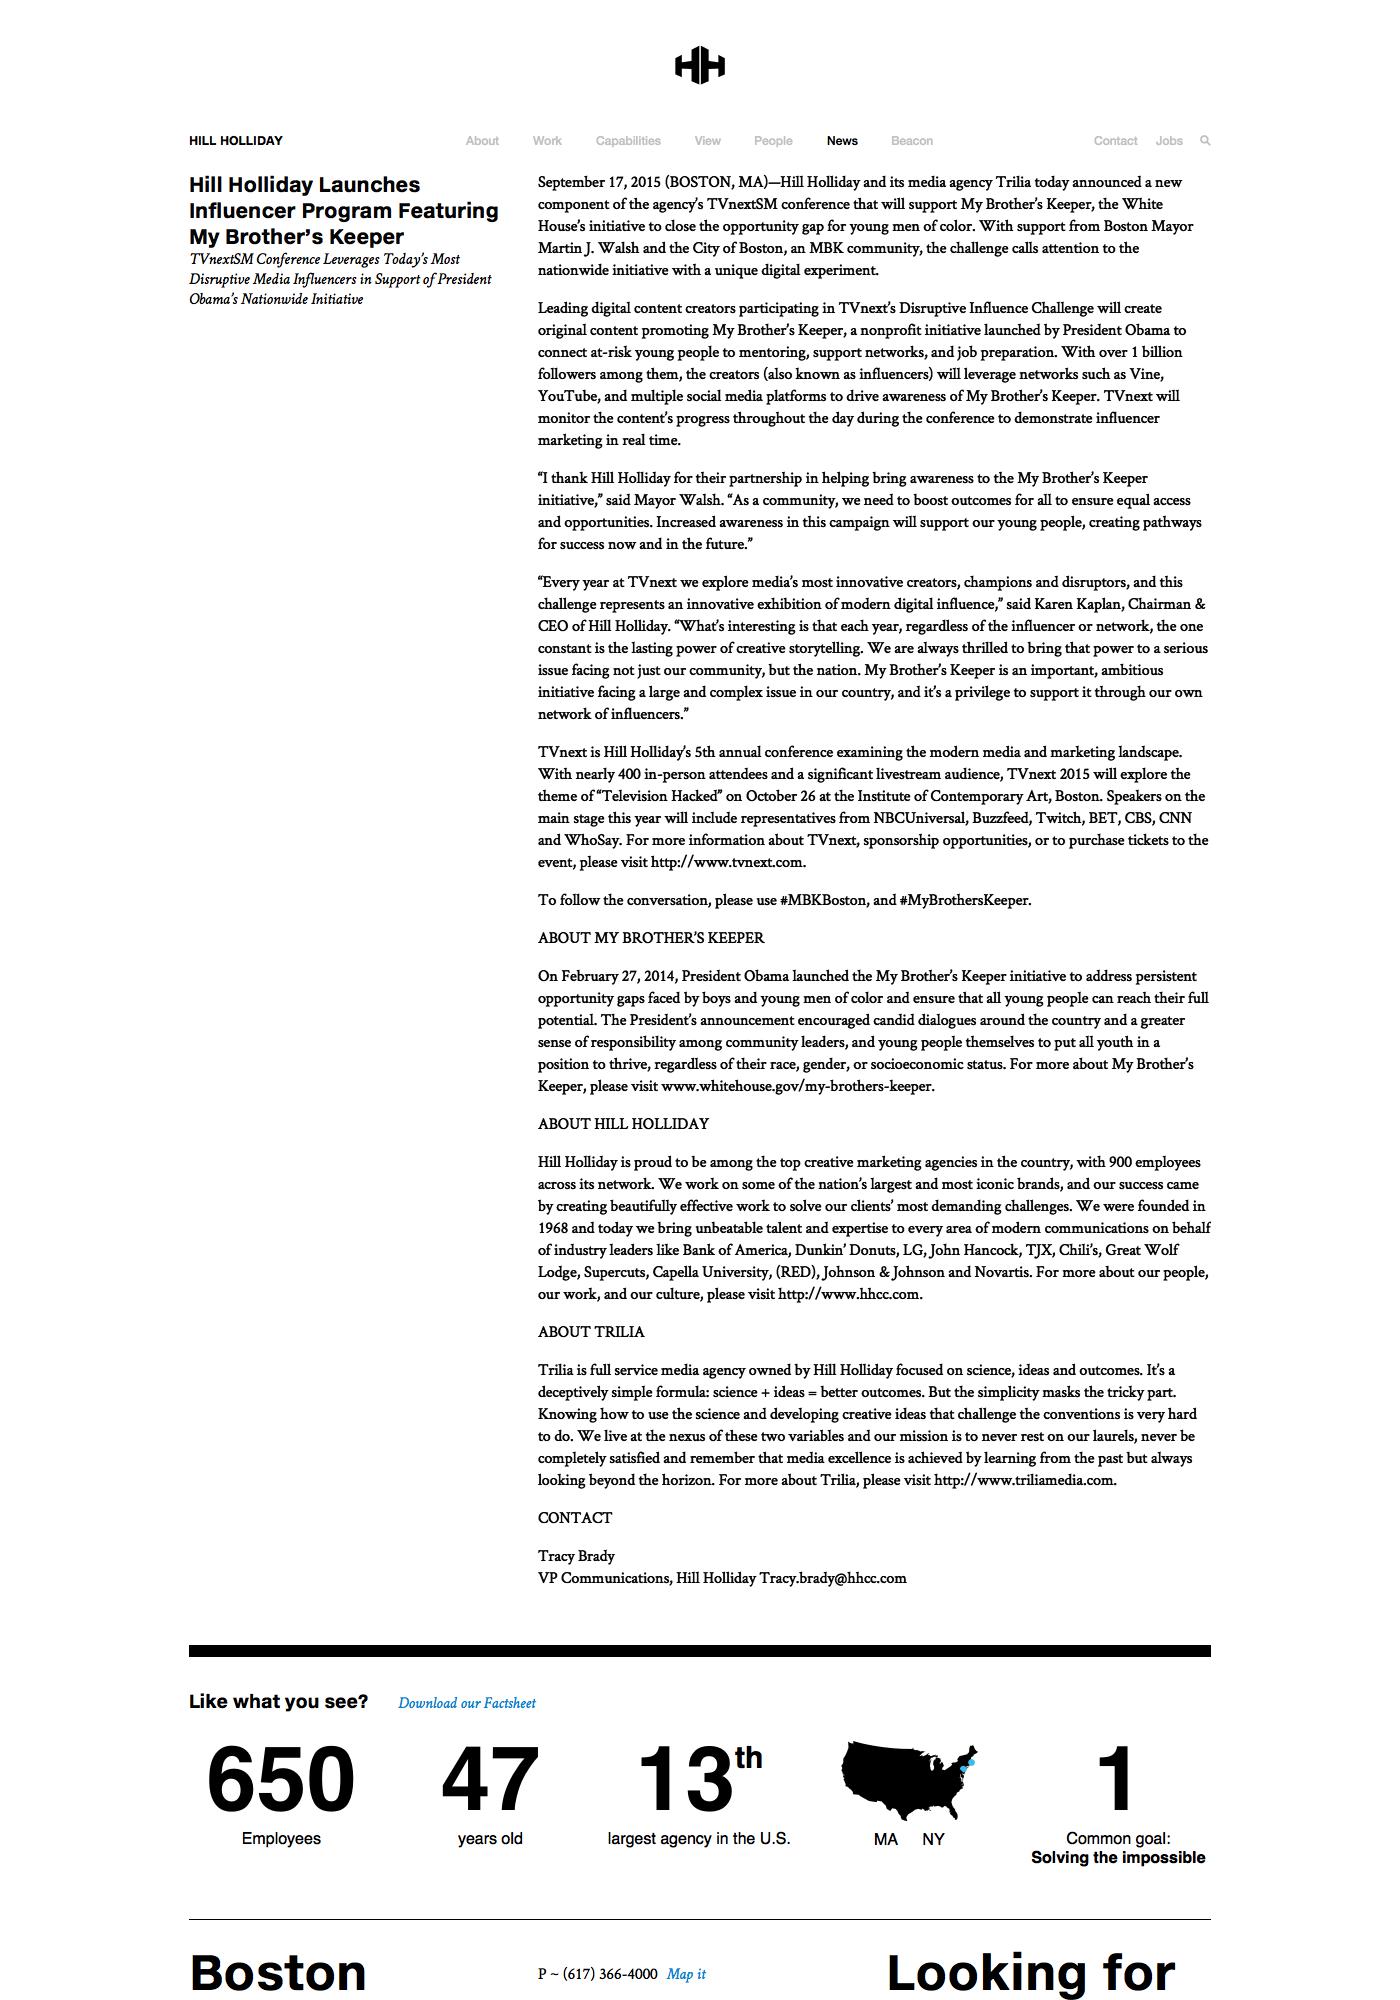 HH
HILL HOLLIDAY About Work Capabilities View People News Beacon Contact Jobs
Hill Holliday Launches
Influencer Program Featuring
My Brother’s Keeper
TVnextSM Conference Leverages Today’s Most
Disruptive Media Influencers in Support of President
Obama’s Nationwide Initiative
September 17, 2015 (BOSTON, MA)—Hill Holliday and its media agency Trilia today announced a new
component of the agency’s TVnextSM conference that will support My Brother’s Keeper, the White
House’s initiative to close the opportunity gap for young men of color. With support from Boston Mayor
Martin J. Walsh and the City of Boston, an MBK community, the challenge calls attention to the
nationwide initiative with a unique digital experiment.
Leading digital content creators participating in TVnext’s Disruptive Influence Challenge will create
original content promoting My Brother’s Keeper, a nonprofit initiative launched by President Obama to
connect at-risk young people to mentoring, support networks, and job preparation. With over 1 billion
followers among them, the creators (also known as influencers) will leverage networks such as Vine,
YouTube, and multiple social media platforms to drive awareness of My Brother’s Keeper. TVnext will
monitor the content’s progress throughout the day during the conference to demonstrate influencer
marketing in real time.
“I thank Hill Holliday for their partnership in helping bring awareness to the My Brother’s Keeper
initiative,” said Mayor Walsh. “As a community, we need to boost outcomes for all to ensure equal access
and opportunities. Increased awareness in this campaign will support our young people, creating pathways
for success now and in the future.”
“Every year at TVnext we explore media’s most innovative creators, champions and disruptors, and this
challenge represents an innovative exhibition of modern digital influence,” said Karen Kaplan, Chairman &
CEO of Hill Holliday. “What’s interesting is that each year, regardless of the influencer or network, the one
constant is the lasting power of creative storytelling. We are always thrilled to bring that power to a serious
issue facing not just our community, but the nation. My Brother’s Keeper is an important, ambitious
initiative facing a large and complex issue in our country, and it’s a privilege to support it through our own
network of influencers.”
TVnext is Hill Holliday’s 5th annual conference examining the modern media and marketing landscape.
With nearly 400 in-person attendees and a significant livestream audience, TVnext 2015 will explore the
theme of “Television Hacked” on October 26 at the Institute of Contemporary Art, Boston. Speakers on the
main stage this year will include representatives from NBCUniversal, Buzzfeed, Twitch, BET, CBS, CNN
and WhoSay. For more information about TVnext, sponsorship opportunities, or to purchase tickets to the
event, please visit http://www.tvnext.com.
To follow the conversation, please use #MBKBoston, and #MyBrothersKeeper.
ABOUT MY BROTHER’S KEEPER
On February 27, 2014, President Obama launched the My Brother’s Keeper initiative to address persistent
opportunity gaps faced by boys and young men of color and ensure that all young people can reach their full
potential. The President’s announcement encouraged candid dialogues around the country and a greater
sense of responsibility among community leaders, and young people themselves to put all youth in a
position to thrive, regardless of their race, gender, or socioeconomic status. For more about My Brother’s
Keeper, please visit www.whitehouse.gov/my-brothers-keeper.
ABOUT HILL HOLLIDAY
Hill Holliday is proud to be among the top creative marketing agencies in the country, with 900 employees
across its network. We work on some of the nation’s largest and most iconic brands, and our success came
by creating beautifully effective work to solve our clients’ most demanding challenges. We were founded in
1968 and today we bring unbeatable talent and expertise to every area of modern communications on behalf
of industry leaders like Bank of America, Dunkin’ Donuts, LG, John Hancock, TJX, Chili’s, Great Wolf
Lodge, Supercuts, Capella University, (RED), Johnson & Johnson and Novartis. For more about our people,
our work, and our culture, please visit http://www.hhcc.com.
ABOUT TRILIA
Trilia is full service media agency owned by Hill Holliday focused on science, ideas and outcomes. It’s a
deceptively simple formula: science + ideas = better outcomes. But the simplicity masks the tricky part.
Knowing how to use the science and developing creative ideas that challenge the conventions is very hard
to do. We live at the nexus of these two variables and our mission is to never rest on our laurels, never be
completely satisfied and remember that media excellence is achieved by learning from the past but always
looking beyond the horizon. For more about Trilia, please visit http://www.triliamedia.com.
CONTACT
Tracy Brady
VP Communications, Hill Holliday Tracy.brady@hhcc.com
Like what you see? Download our Factsheet
650 47 13th 1
Employees years old largest agency in the U.S. MA NY Common goal:
Solving the impossible
Boston P ~ (617) 366-4000 Map it Looking for